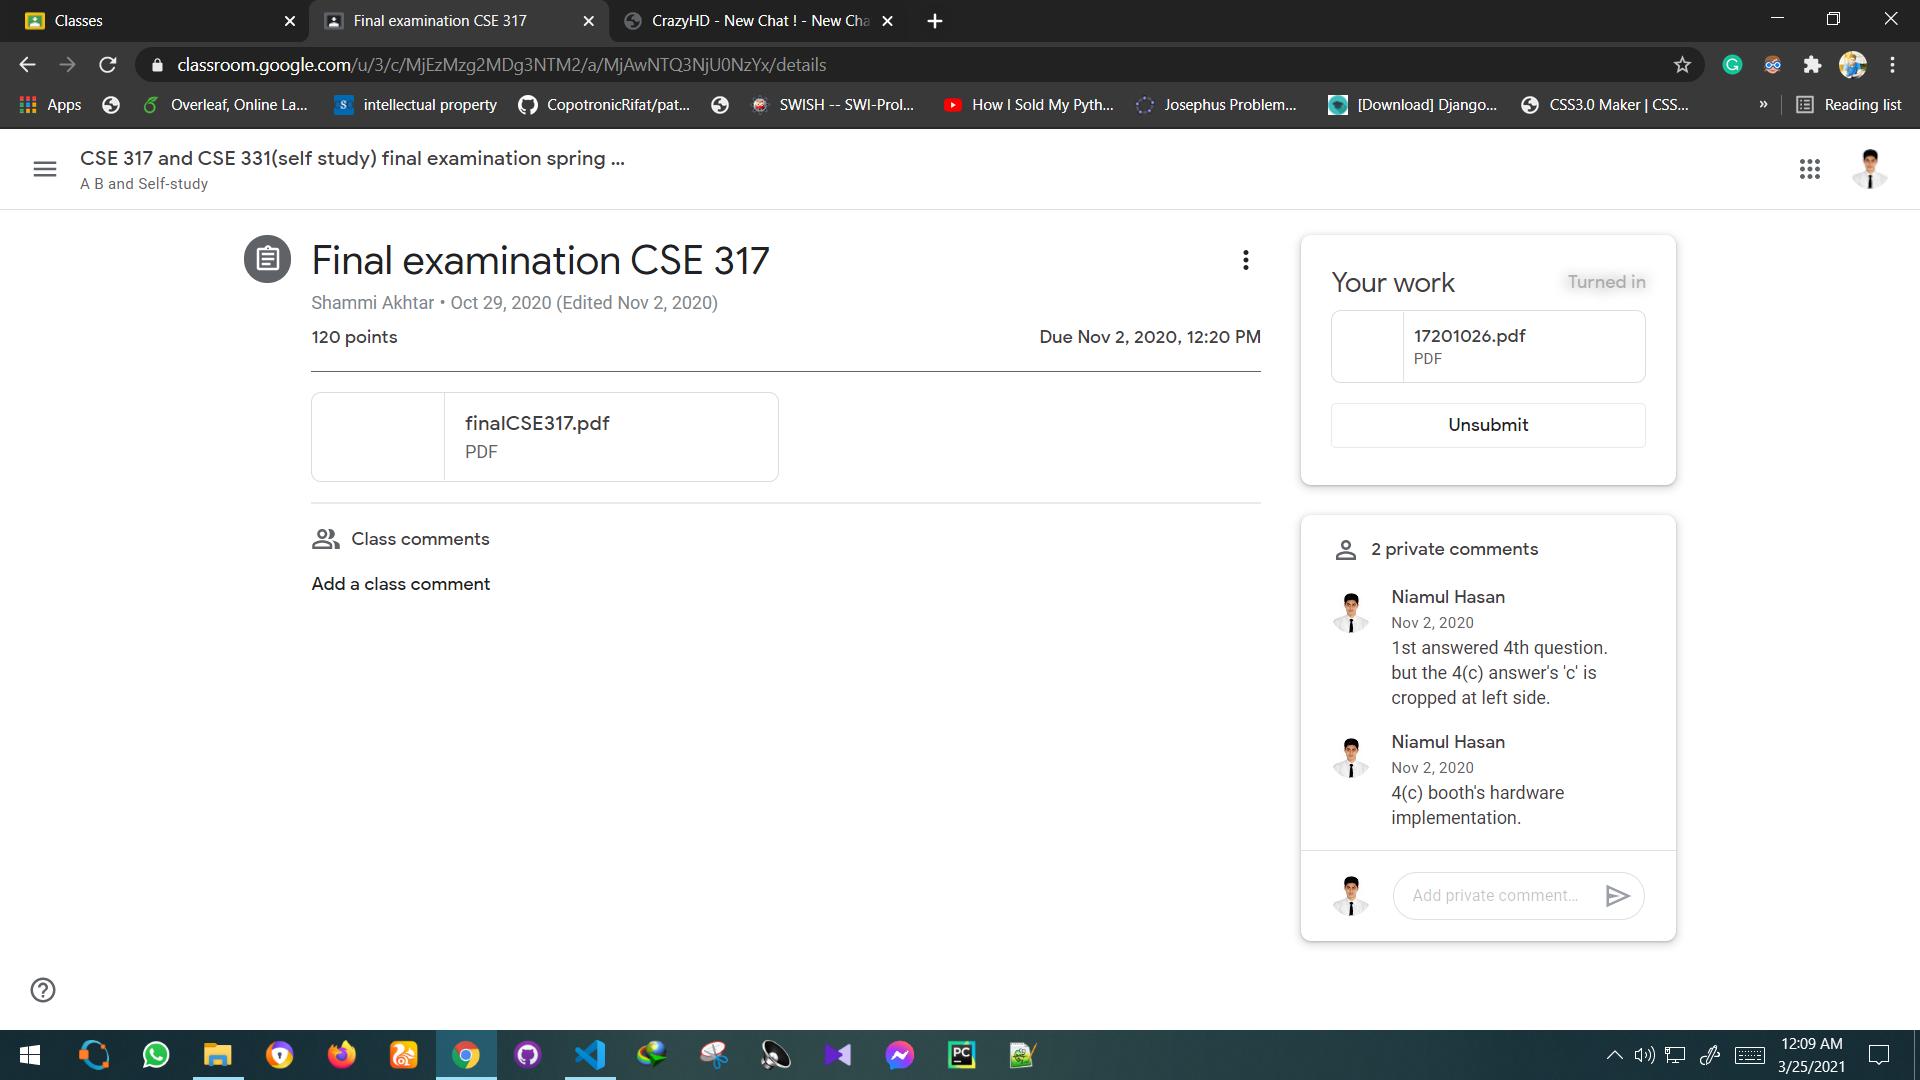 Classes
Final examination CSE 317
CrazyHD - New Chat ! - New Cha
classroom.google.com/u/3/c/MjEzMzg2MDg3NTM2/a/MjAwNTQ3NjU0NzYx/details
Apps
Overleaf, Online La...
intellectual property
CopotronicRifat/pat...
SWISH -- SWI-Prol...
How I Sold My Pyth...
Josephus Problem...
[Download] Django...
CSS3.0 Maker | CSS...
»
Reading list
CSE 317 and CSE 331(self study) final examination spring ...
A B and Self-study
Final examination CSE 317
Shammi Akhtar • Oct 29, 2020 (Edited Nov 2, 2020)
120 points
Due Nov 2, 2020, 12:20 PM
finalCSE317.pdf
PDF
Class comments
Add a class comment
Your work
Turned in
17201026.pdf
PDF
Unsubmit
2 private comments
Niamul Hasan
Nov 2, 2020
1st answered 4th question.
but the 4(c) answer's 'c' is
cropped at left side.
Niamul Hasan
Nov 2, 2020
4(c) booth's hardware
implementation.
Add private comment...
12:09 AM
3/25/2021